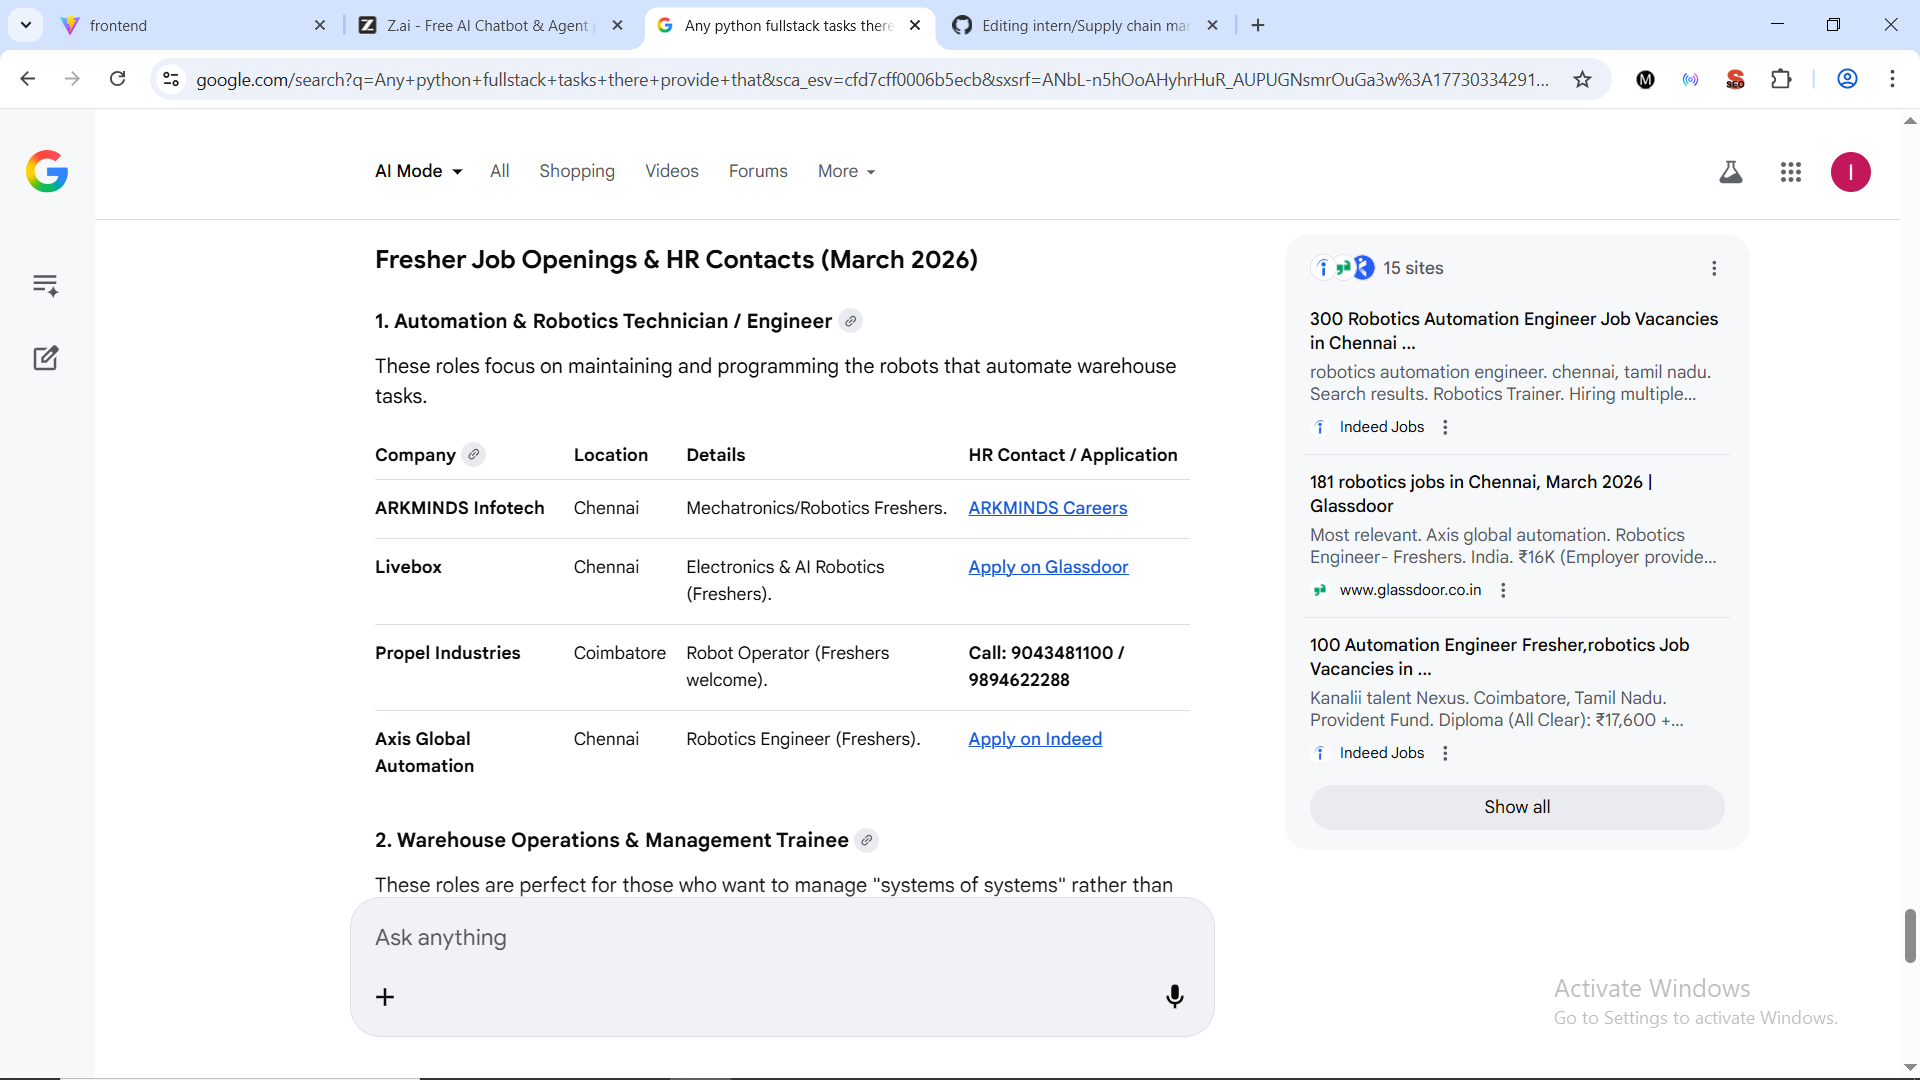 frontend
Z.ai - Free AI Chatbot & Agent
Any python fullstack tasks there
Editing intern/Supply chain mar
google.com/search?q=Any+python+fullstack+tasks+there+provide+that&sca_esv=cfd7cff0006b5ecb&sxsrf=ANbL-n5hOoAHyhrHuR_AUPUGNsmrOuGa3w%3A17730334291...
M
SEO
AI Mode
All
Shopping
Videos
Forums
More
I
Fresher Job Openings & HR Contacts (March 2026)
1. Automation & Robotics Technician / Engineer
These roles focus on maintaining and programming the robots that automate warehouse
tasks.
Company Location Details HR Contact / Application
ARKMINDS Infotech Chennai Mechatronics/Robotics Freshers. ARKMINDS Careers
Livebox Chennai Electronics & AI Robotics Apply on Glassdoor
(Freshers).
Propel Industries Coimbatore Robot Operator (Freshers Call: 9043481100 /
welcome). 9894622288
Axis Global Chennai Robotics Engineer (Freshers). Apply on Indeed
Automation
2. Warehouse Operations & Management Trainee
These roles are perfect for those who want to manage "systems of systems" rather than
Ask anything
15 sites
300 Robotics Automation Engineer Job Vacancies
in Chennai ...
robotics automation engineer. chennai, tamil nadu.
Search results. Robotics Trainer. Hiring multiple...
Indeed Jobs
181 robotics jobs in Chennai, March 2026 |
Glassdoor
Most relevant. Axis global automation. Robotics
Engineer- Freshers. India. ₹16K (Employer provide...
www.glassdoor.co.in
100 Automation Engineer Fresher,robotics Job
Vacancies in ...
Kanalii talent Nexus. Coimbatore, Tamil Nadu.
Provident Fund. Diploma (All Clear): ₹17,600 +...
Indeed Jobs
Show all
Activate Windows
Go to Settings to activate Windows.